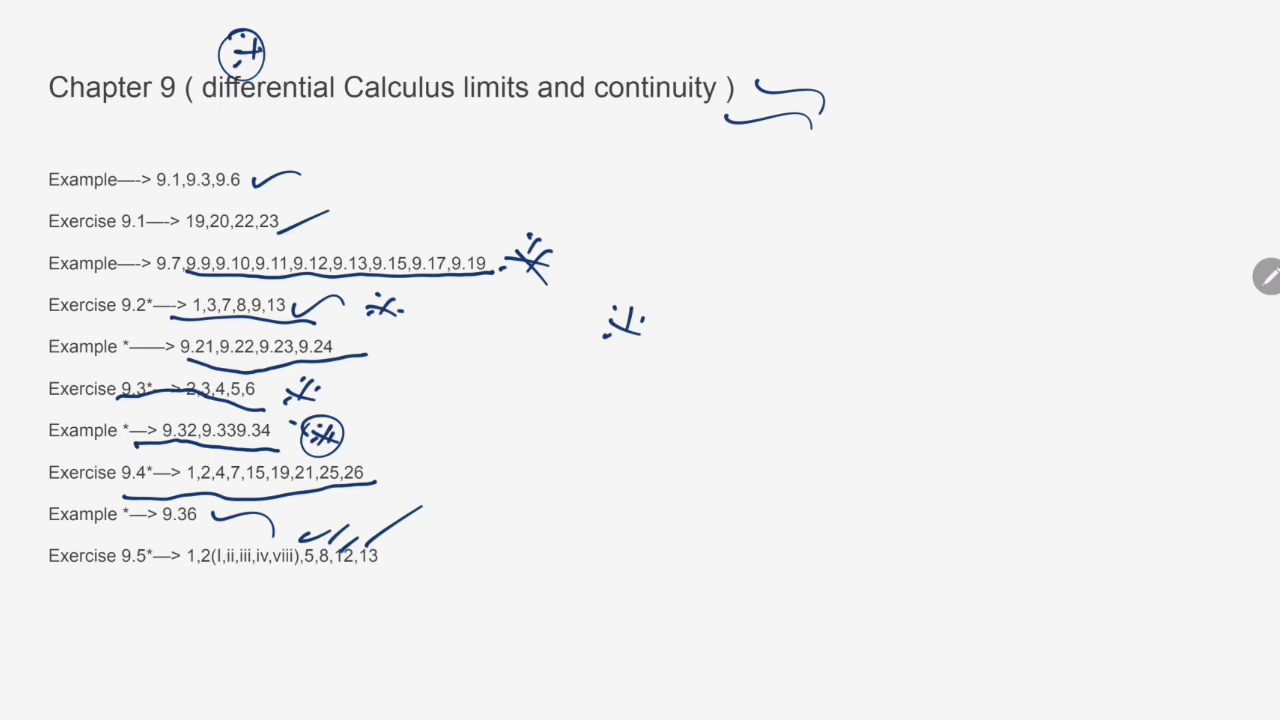 Chapter 9 ( differential Calculus limits and continuity )
Example—-> 9.1,9.3,9.6
Exercise 9.1—-> 19,20,22,23
Example—-> 9.7,9.9,9.10,9.11,9.12,9.13,9.15,9.17,9.19
Exercise 9.2*—-> 1,3,7,8,9,13
Example *——> 9.21,9.22,9.23,9.24
Exercise 9.3*—> 2,3,4,5,6
Example *—> 9.32,9.339.34
Exercise 9.4*—> 1,2,4,7,15,19,21,25,26
Example *—> 9.36
Exercise 9.5*—> 1,2(I,ii,iii,iv,viii),5,8,12,13